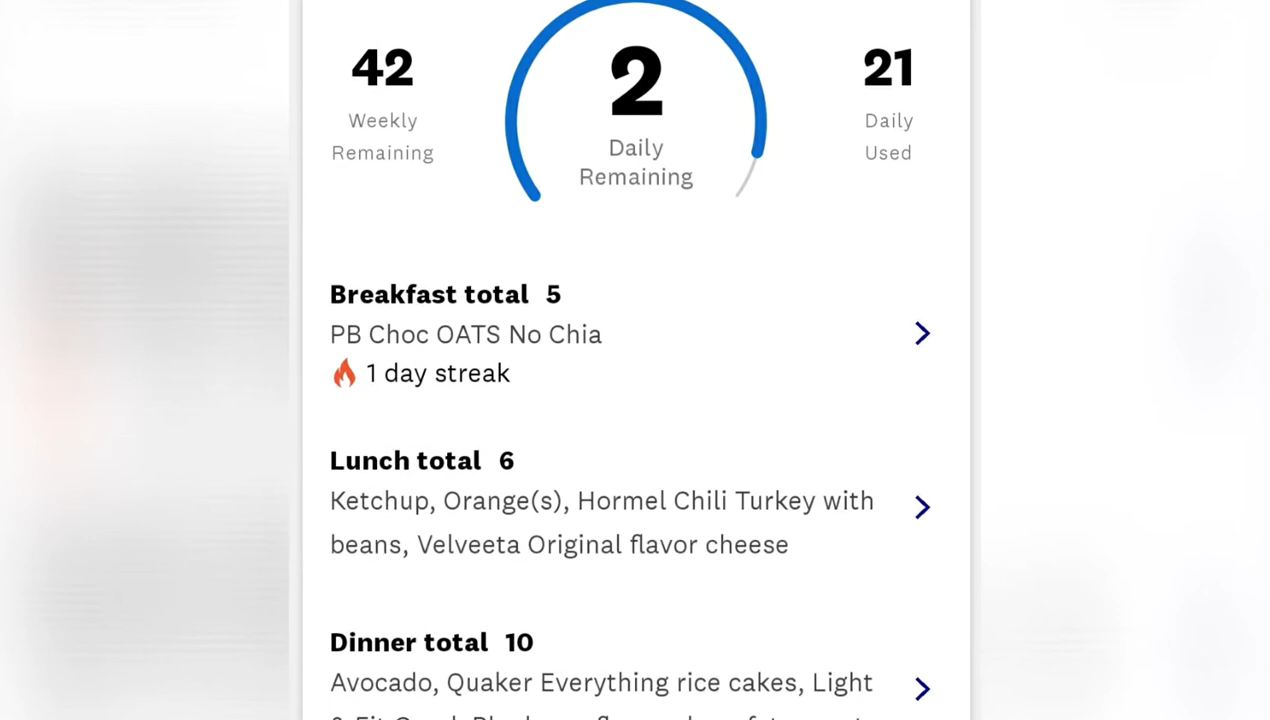 42
Weekly
Remaining
2
Daily
Remaining
21
Daily
Used
Breakfast total 5
PB Choc OATS No Chia
1 day streak
Lunch total 6
Ketchup, Orange(s), Hormel Chili Turkey with
beans, Velveeta Original flavor cheese
Dinner total 10
Avocado, Quaker Everything rice cakes, Light